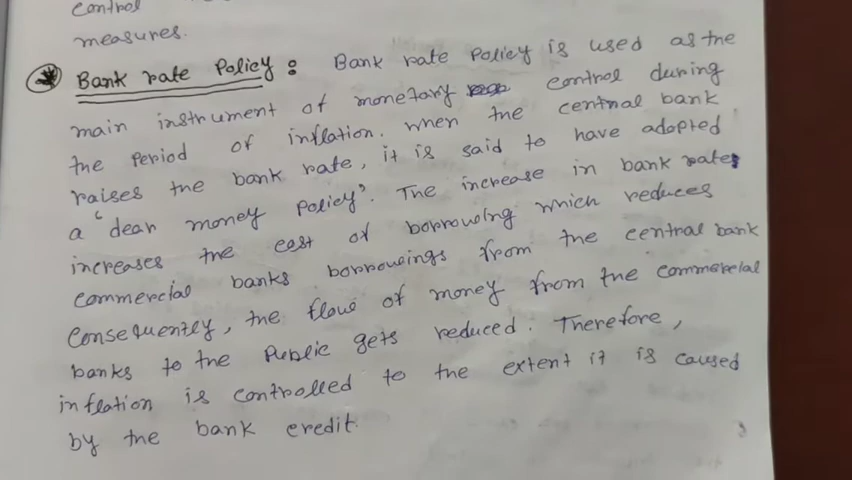 control
measures.
Bank rate Policy : Bank rate Policy is used as the
main instrument of monetary control during
the Period of inflation. When the central bank
raises the bank rate, it is said to have adopted
a 'dear money Policy'. The increase in bank rate
increases the cost of borrowing which reduces
commercial banks borrowings from the central bank
Consequently, the flow of money from the commercial
banks to the Public gets reduced. Therefore,
inflation is controlled to the extent it is caused
by the bank credit.